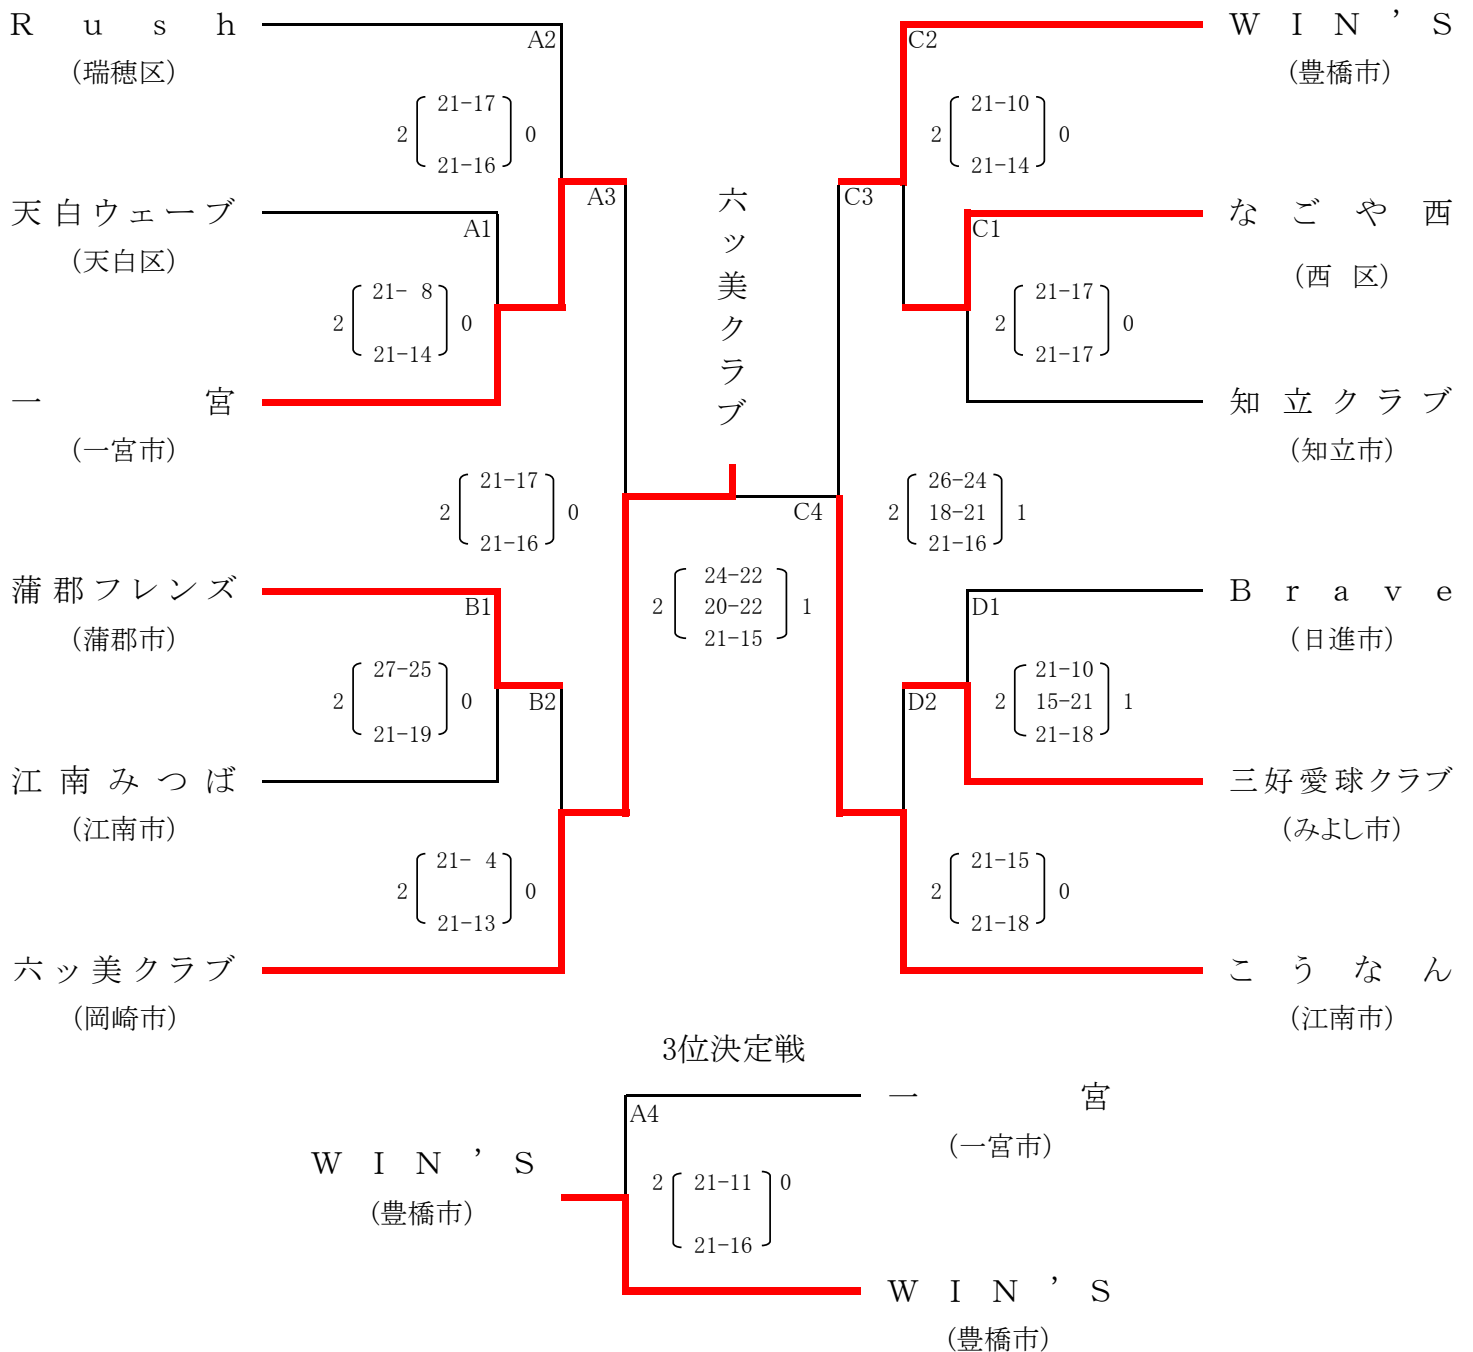 Rush
(瑞穂区)
A2
21-17
2 0
21-16
天白ウェーブ
(天白区)
A1
21- 8
2 0
21-14
一宮
(一宮市)
A3
21-17
2 0
21-16
蒲郡フレンズ
(蒲郡市)
B1
27-25
2 0
21-19
B2
江南みつば
(江南市)
21- 4
2 0
21-13
六ッ美クラブ
(岡崎市)
六ッ美クラブ
C4
24-22
2 20-22 1
21-15
WIN’S
(豊橋市)
C2
21-10
2 0
21-14
C3
なごや西
(西 区)
C1
21-17
2 0
21-17
知立クラブ
(知立市)
26-24
2 18-21 1
21-16
Brave
(日進市)
D1
21-10
2 15-21 1
21-18
D2
三好愛球クラブ
(みよし市)
21-15
2 0
21-18
こうなん
(江南市)
3位決定戦
一宮
(一宮市)
A4
WIN’S
(豊橋市)
2 21-11 0
21-16
WIN’S
(豊橋市)